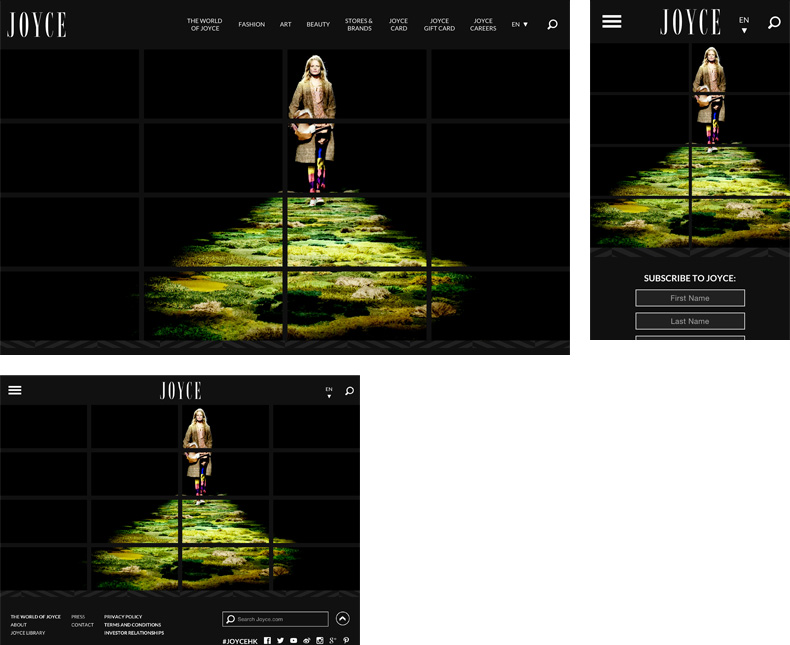 JOYCE
THE WORLD OF JOYCE
FASHION
ART
BEAUTY
STORES & BRANDS
JOYCE CARD
JOYCE GIFT CARD
JOYCE CAREERS
EN ▼
JOYCE
EN
▼
SUBSCRIBE TO JOYCE:
First Name
Last Name
JOYCE
EN
▼
THE WORLD OF JOYCE
ABOUT
JOYCE LIBRARY
PRESS
CONTACT
PRIVACY POLICY
TERMS AND CONDITIONS
INVESTOR RELATIONSHIPS
Search Joyce.com
#JOYCEHK